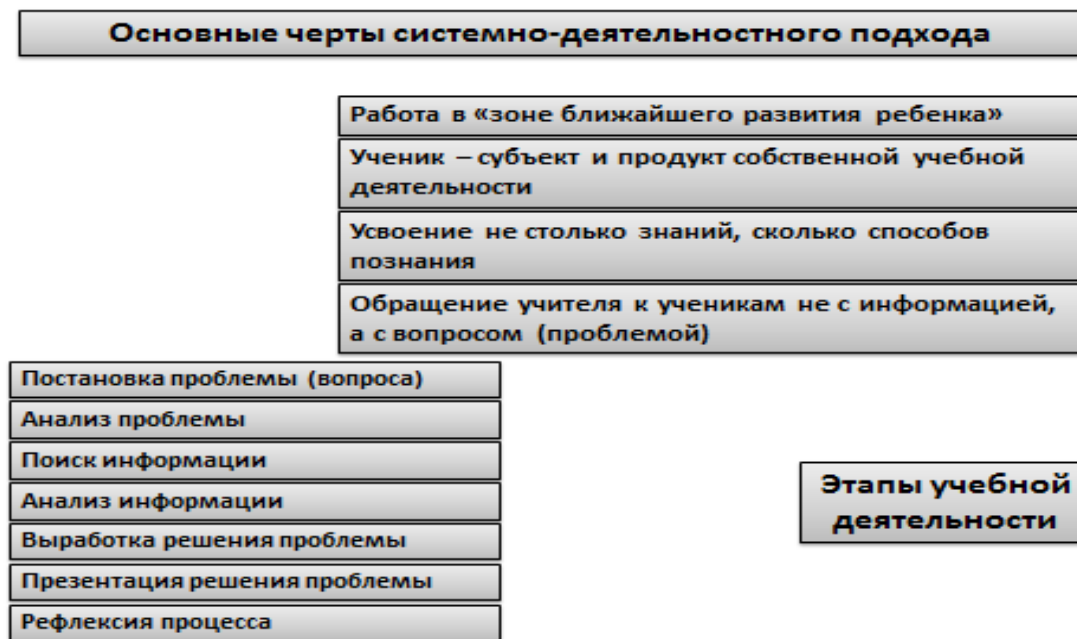 Основные черты системно-деятельностного подхода
Работа в «зоне ближайшего развития ребенка»
Ученик – субъект и продукт собственной учебной
деятельности
Усвоение не столько знаний, сколько способов
познания
Обращение учителя к ученикам не с информацией,
а с вопросом (проблемой)
Постановка проблемы (вопроса)
Анализ проблемы
Поиск информации
Анализ информации
Выработка решения проблемы
Презентация решения проблемы
Рефлексия процесса
Этапы учебной
деятельности